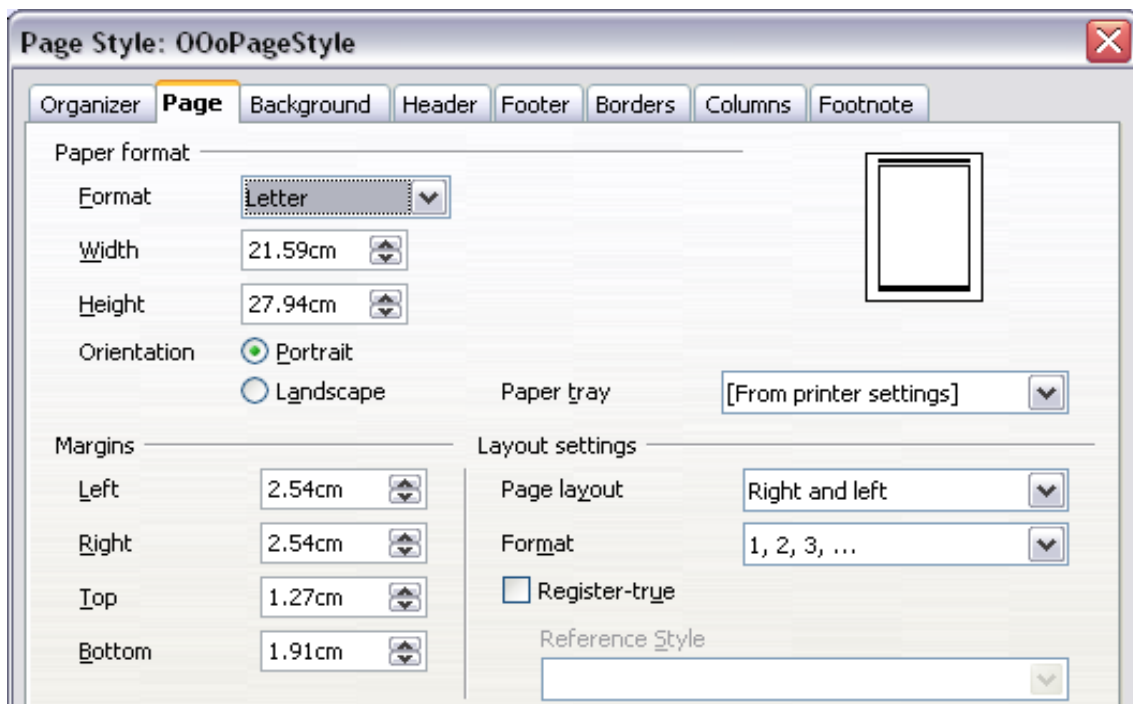 Page Style: OOoPageStyle
Organizer Page Background Header Footer Borders Columns Footnote
Paper format
Format Letter
Width 21.59cm
Height 27.94cm
Orientation Portrait
Landscape
Paper tray [From printer settings]
Margins
Left 2.54cm
Right 2.54cm
Top 1.27cm
Bottom 1.91cm
Layout settings
Page layout Right and left
Format 1, 2, 3, ...
Register-true
Reference Style